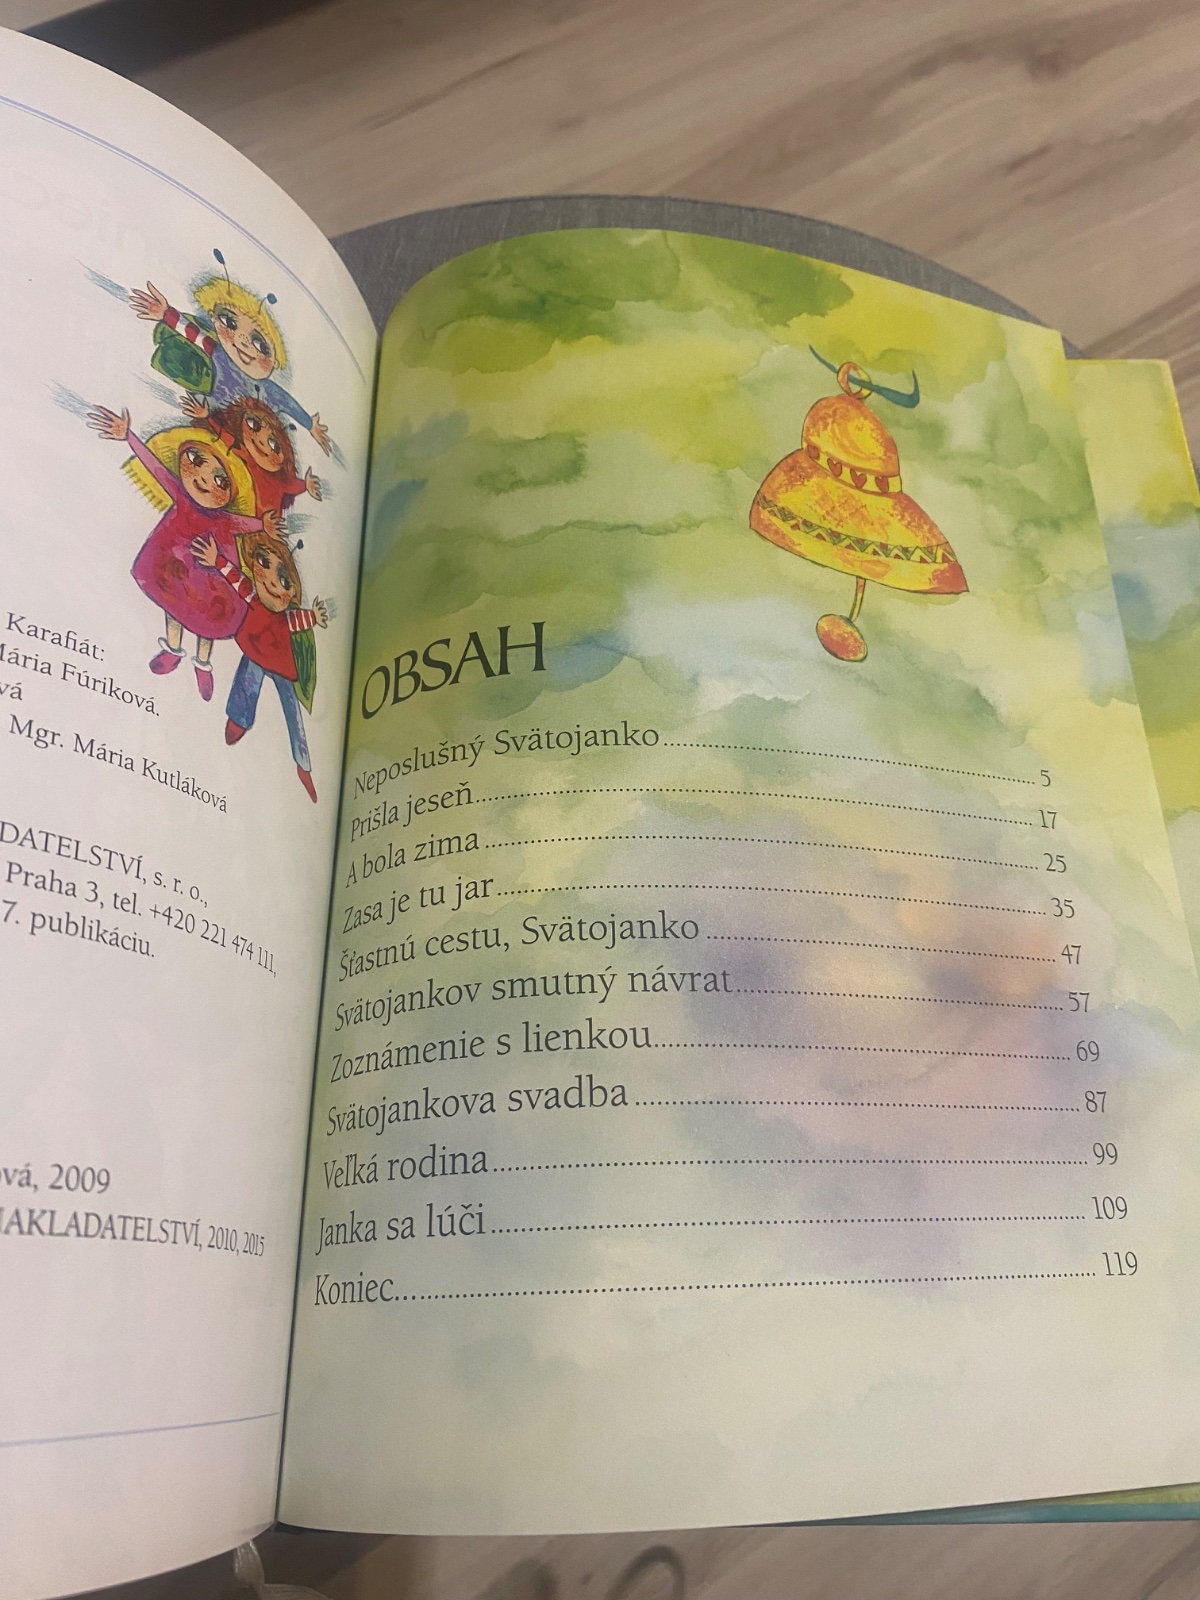 Karafiát:
Mária Fúriková.
vá
Mgr. Mária Kutláková
DATELSTVÍ, s. r. o.,
Praha 3, tel. +420 221 474 111,
7. publikáciu.
ová, 2009
NAKLADATELSTVÍ, 2010, 2015
OBSAH
Neposlušný Svätojanko 5
Prišla jeseň 17
A bola zima 25
Zasa je tu jar 35
Šťastnú cestu, Svätojanko 47
Svätojankov smutný návrat 57
Zoznámenie s lienkou 69
Svätojankova svadba 87
Veľká rodina 99
Janka sa lúči 109
Koniec... 119